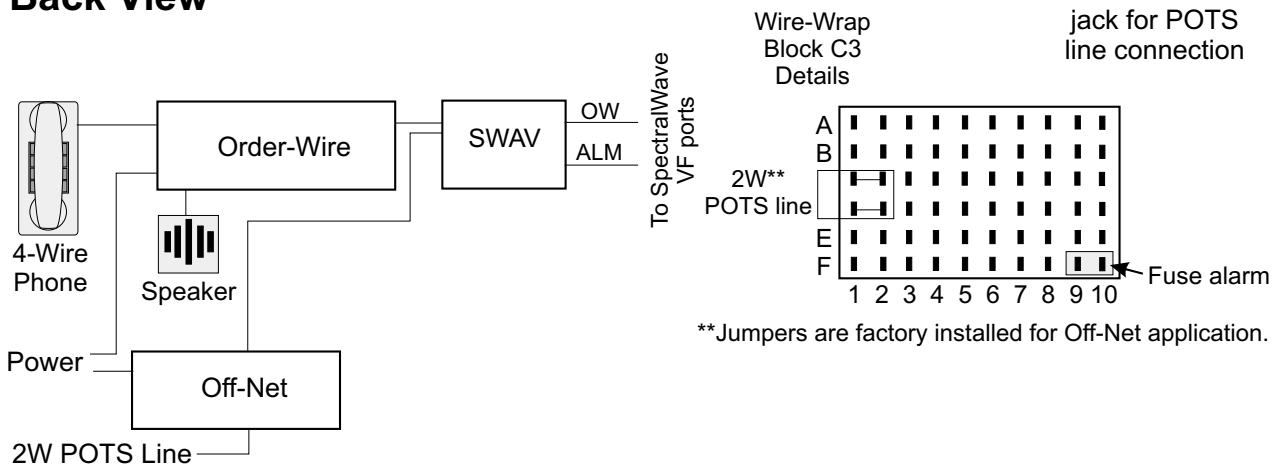 Back View
4-Wire
Phone
Order-Wire
Speaker
SWAV
OW
ALM
To SpectralWave
VF ports
Power
Off-Net
2W POTS Line
Wire-Wrap
Block C3
Details
jack for POTS
line connection
A
B
2W**
POTS line
E
F
1 2 3 4 5 6 7 8 9 10
Fuse alarm
**Jumpers are factory installed for Off-Net application.